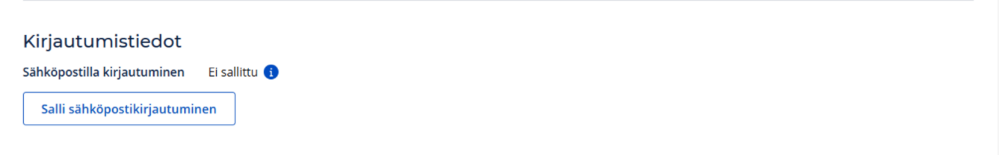 Kirjautumistiedot
Sähköpostilla kirjautuminen Ei sallittu i
Salli sähköpostikirjautuminen